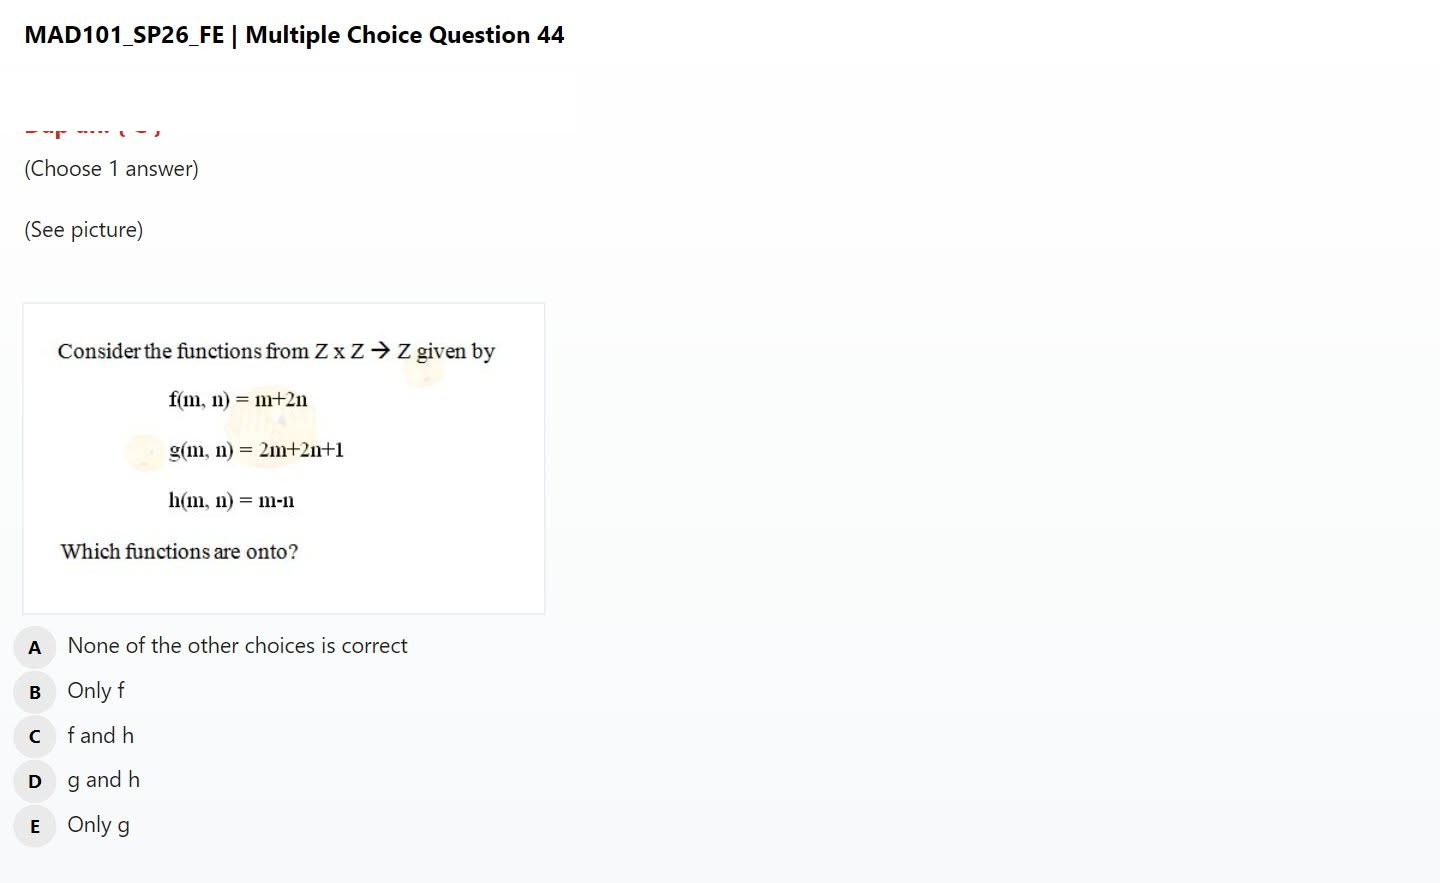 MAD101_SP26_FE | Multiple Choice Question 44
(Choose 1 answer)
(See picture)
Consider the functions from Z x Z → Z given by
f(m, n) = m+2n
g(m, n) = 2m+2n+1
h(m, n) = m-n
Which functions are onto?
A None of the other choices is correct
B Only f
C f and h
D g and h
E Only g